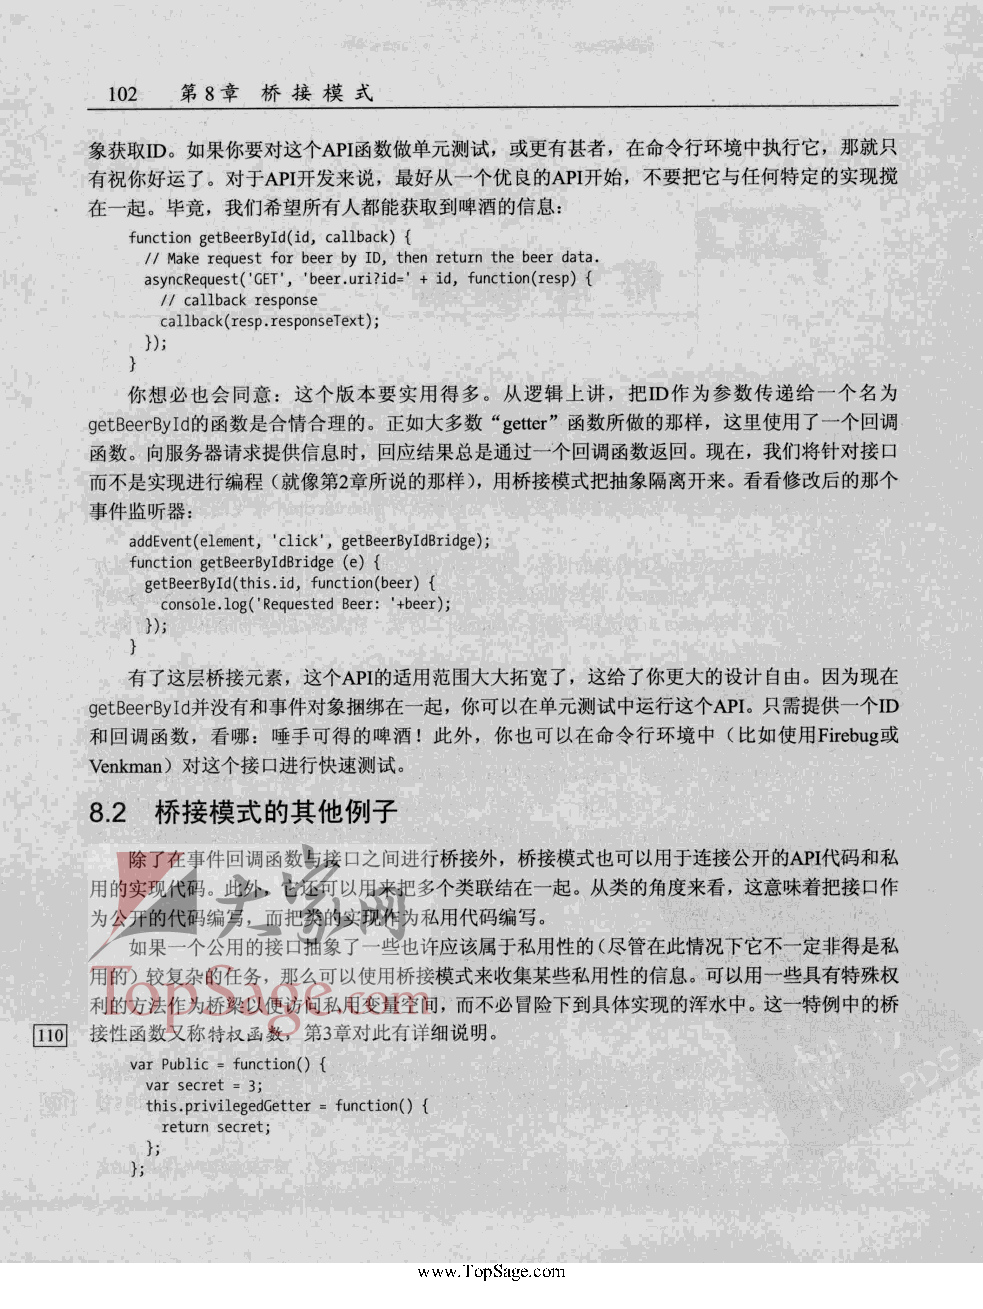 102 第8章 桥接模式
象获取ID。如果你要对这个API函数做单元测试，或更有甚者，在命令行环境中执行它，那就只
有祝你好运了。对于API开发来说，最好从一个优良的API开始，不要把它与任何特定的实现搅
在一起。毕竟，我们希望所有人都能获取到啤酒的信息：
function getBeerById(id, callback) {
// Make request for beer by ID, then return the beer data.
asyncRequest('GET', 'beer.uri?id=' + id, function(resp) {
// callback response
callback(resp.responseText);
});
}
你想必也会同意：这个版本要实用得多。从逻辑上讲，把ID作为参数传递给一个名为
getBeerById的函数是合情合理的。正如大多数“getter”函数所做的那样，这里使用了一个回调
函数。向服务器请求提供信息时，回应结果总是通过一个回调函数返回。现在，我们将针对接口
而不是实现进行编程（就像第2章所说的那样），用桥接模式把抽象隔离开来。看看修改后的那个
事件监听器：
addEvent(element, 'click', getBeerByIdBridge);
function getBeerByIdBridge (e) {
getBeerById(this.id, function(beer) {
console.log('Requested Beer: '+beer);
});
}
有了这层桥接元素，这个API的适用范围大大拓宽了，这给了你更大的设计自由。因为现在
getBeerById并没有和事件对象捆绑在一起，你可以在单元测试中运行这个API。只需提供一个ID
和回调函数，看哪：唾手可得的啤酒！此外，你也可以在命令行环境中（比如使用Firebug或
Venkman）对这个接口进行快速测试。
8.2 桥接模式的其他例子
除了在事件回调函数与接口之间进行桥接外，桥接模式也可以用于连接公开的API代码和私
用的实现代码。此外，它还可以用来把多个类联结在一起。从类的角度来看，这意味着把接口作
为公开的代码编写，而把类的实现作为私用代码编写。
如果一个公用的接口抽象了一些也许应该属于私用性的（尽管在此情况下它不一定非得是私
用的）较复杂的任务，那么可以使用桥接模式来收集某些私用性的信息。可以用一些具有特殊权
利的方法作为桥梁以便访问私用变量空间，而不必冒险下到具体实现的浑水中。这一特例中的桥
110 接性函数又称特权函数，第3章对此有详细说明。
var Public = function() {
var secret = 3;
this.privilegedGetter = function() {
return secret;
};
};
大家网
TopSage.com
www.TopSage.com